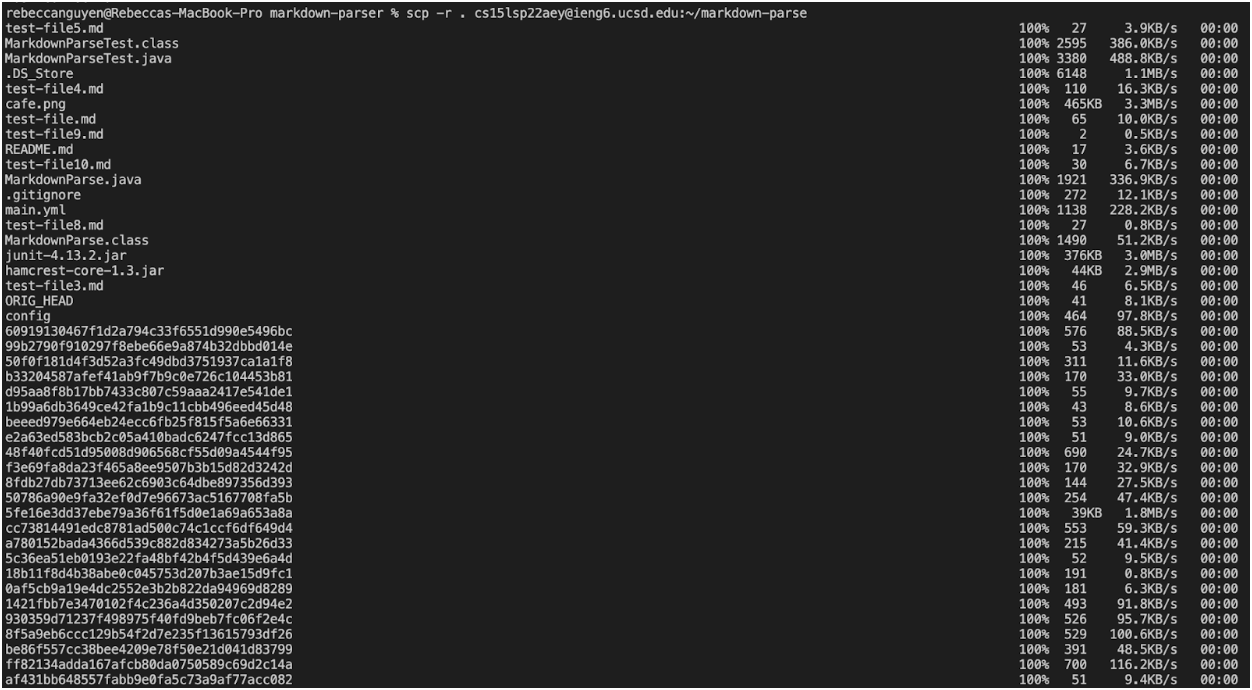 rebeccanguyen@Rebeccas-MacBook-Pro markdown-parser % scp -r . cs15lsp22aey@ieng6.ucsd.edu:~/markdown-parse
test-file5.md 100% 27 3.9KB/s 00:00
MarkdownParseTest.class 100% 2595 386.0KB/s 00:00
MarkdownParseTest.java 100% 3380 488.8KB/s 00:00
.DS_Store 100% 6148 1.1MB/s 00:00
test-file4.md 100% 110 16.3KB/s 00:00
cafe.png 100% 465KB 3.3MB/s 00:00
test-file.md 100% 65 10.0KB/s 00:00
test-file9.md 100% 2 0.5KB/s 00:00
README.md 100% 17 3.6KB/s 00:00
test-file10.md 100% 30 6.7KB/s 00:00
MarkdownParse.java 100% 1921 336.9KB/s 00:00
.gitignore 100% 272 12.1KB/s 00:00
main.yml 100% 1138 228.2KB/s 00:00
test-file8.md 100% 27 0.8KB/s 00:00
MarkdownParse.class 100% 1490 51.2KB/s 00:00
junit-4.13.2.jar 100% 376KB 3.0MB/s 00:00
hamcrest-core-1.3.jar 100% 44KB 2.9MB/s 00:00
test-file3.md 100% 46 6.5KB/s 00:00
ORIG_HEAD 100% 41 8.1KB/s 00:00
config 100% 464 97.8KB/s 00:00
60919130467f1d2a794c33f6551d990e5496bc 100% 576 88.5KB/s 00:00
99b2790f910297f8ebe66e9a874b32dbbd014e 100% 53 4.3KB/s 00:00
50f0f181d4f3d52a3fc49dbd3751937ca1a1f8 100% 311 11.6KB/s 00:00
b33204587afef41ab9f7b9c0e726c104453b81 100% 170 33.0KB/s 00:00
d95aa8f8b17bb7433c807c59aaa2417e541de1 100% 55 9.7KB/s 00:00
1b99a6db3649ce42fa1b9c11cbb496eed45d48 100% 43 8.6KB/s 00:00
beeed979e664eb24ecc6fb25f815f5a6e66331 100% 53 10.6KB/s 00:00
e2a63ed583bcb2c05a410badc6247fcc13d865 100% 51 9.0KB/s 00:00
48f40fcd51d95008d906568cf55d09a4544f95 100% 690 24.7KB/s 00:00
f3e69fa8da23f465a8ee9507b3b15d82d3242d 100% 170 32.9KB/s 00:00
8fdb27db73713ee62c6903c64dbe897356d393 100% 144 27.5KB/s 00:00
50786a90e9fa32ef0d7e96673ac5167708fa5b 100% 254 47.4KB/s 00:00
5fe16e3dd37ebe79a36f61f5d0e1a69a653a8a 100% 39KB 1.8MB/s 00:00
cc73814491edc8781ad500c74c1ccf6df649d4 100% 553 59.3KB/s 00:00
a780152bada4366d539c882d834273a5b26d33 100% 215 41.4KB/s 00:00
5c36ea51eb0193e22fa48bf42b4f5d439e6a4d 100% 52 9.5KB/s 00:00
18b11f8d4b38abe0c045753d207b3ae15d9fc1 100% 191 0.8KB/s 00:00
0af5cb9a19e4dc2552e3b2b822da94969d8289 100% 181 6.3KB/s 00:00
1421fbb7e3470102f4c236a4d350207c2d94e2 100% 493 91.8KB/s 00:00
930359d71237f498975f40fd9beb7fc06f2e4c 100% 526 95.7KB/s 00:00
8f5a9eb6ccc129b54f2d7e235f13615793df26 100% 529 100.6KB/s 00:00
be86f557cc38bee4209e78f50e21d041d83799 100% 391 48.5KB/s 00:00
ff82134adda167afcb80da0750589c69d2c14a 100% 700 116.2KB/s 00:00
af431bb648557fabb9e0fa5c73a9af77acc082 100% 51 9.4KB/s 00:00